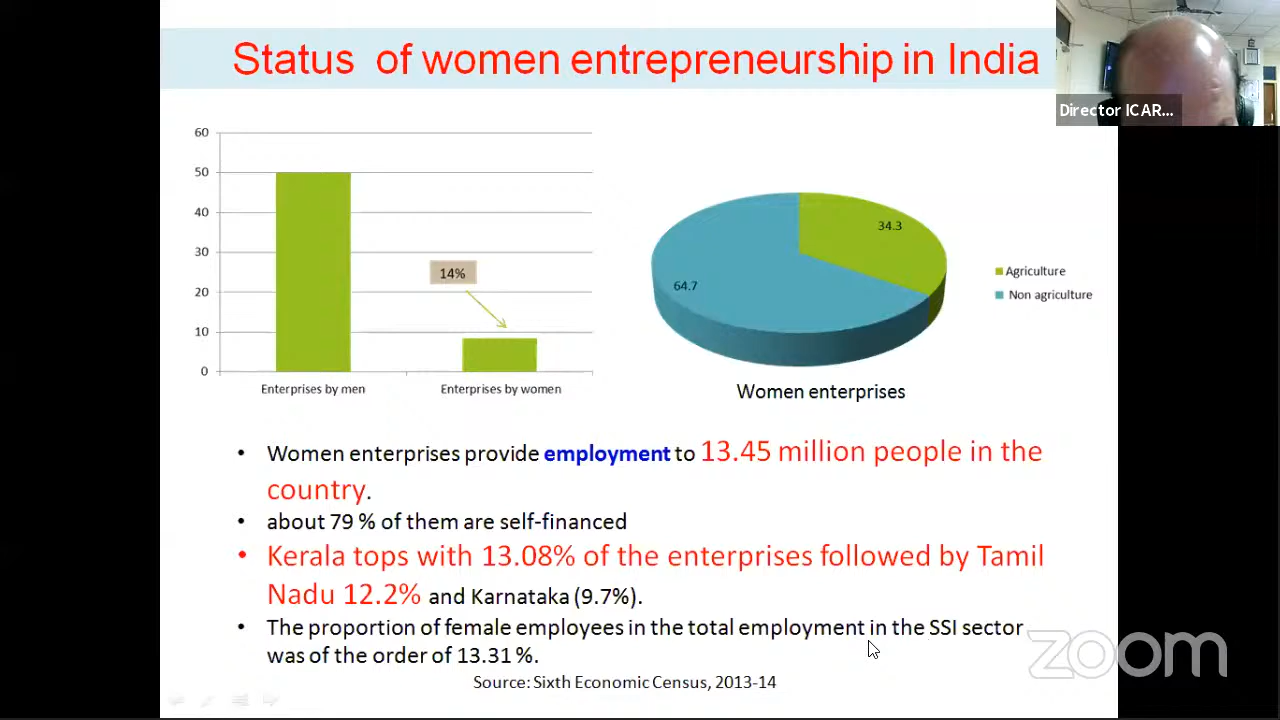 Status of women entrepreneurship in India
Director ICAR...
60
50
40
30
20
10
0
14%
Enterprises by men
Enterprises by women
34.3
64.7
Agriculture
Non agriculture
Women enterprises
• Women enterprises provide employment to 13.45 million people in the
country.
• about 79 % of them are self-financed
• Kerala tops with 13.08% of the enterprises followed by Tamil
Nadu 12.2% and Karnataka (9.7%).
• The proportion of female employees in the total employment in the SSI sector
was of the order of 13.31 %.
Source: Sixth Economic Census, 2013-14
zoom